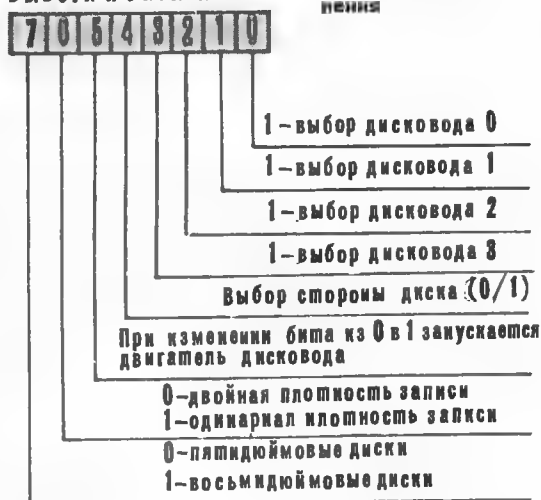 нения
7 0 5 4 3 2 1 0
1-выбор дисковода 0
1-выбор дисковода 1
1-выбор дисковода 2
1-выбор дисковода 3
Выбор стороны диска (0/1)
При изменении бита из 0 в 1 запускается
двигатель дисковода
0-двойная плотность записи
1-одинарная плотность записи
0-пятидюймовые диски
1-восьмидюймовые диски